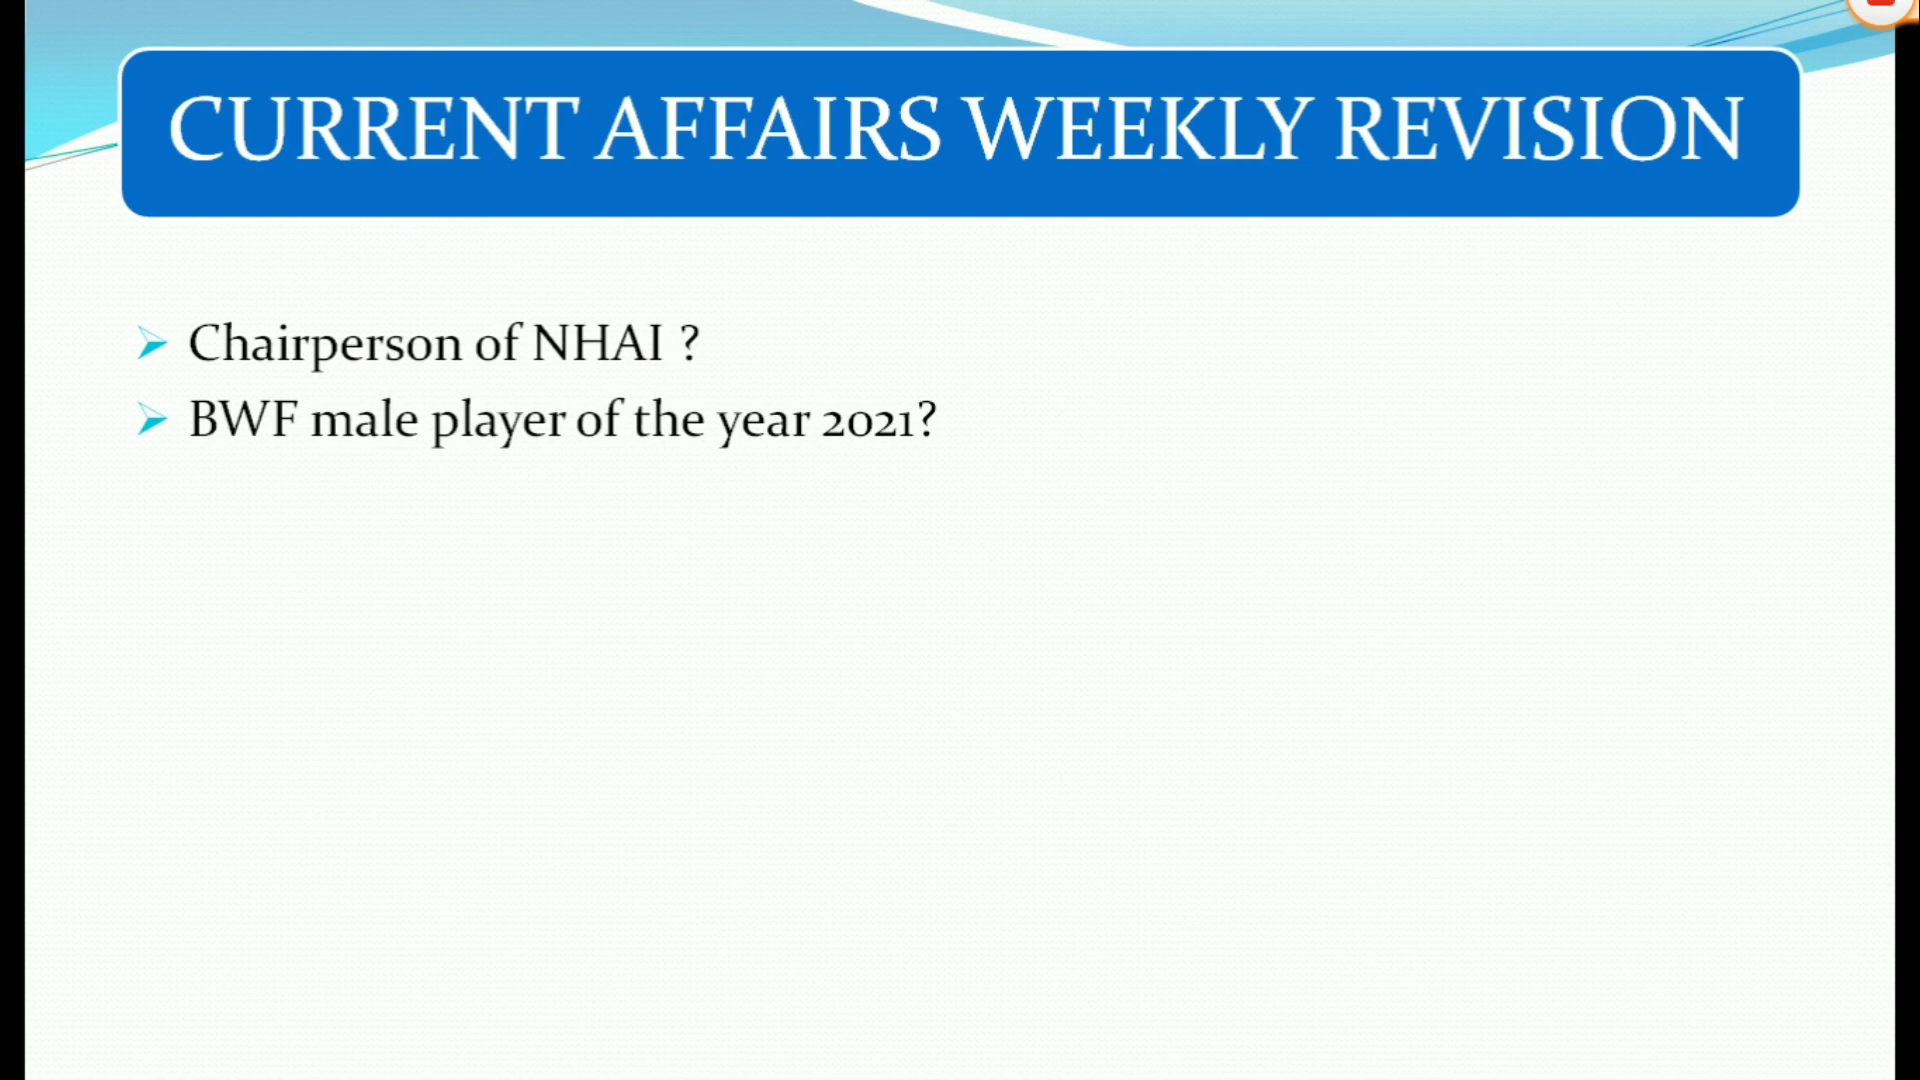 CURRENT AFFAIRS WEEKLY REVISION
Chairperson of NHAI ?
BWF male player of the year 2021?